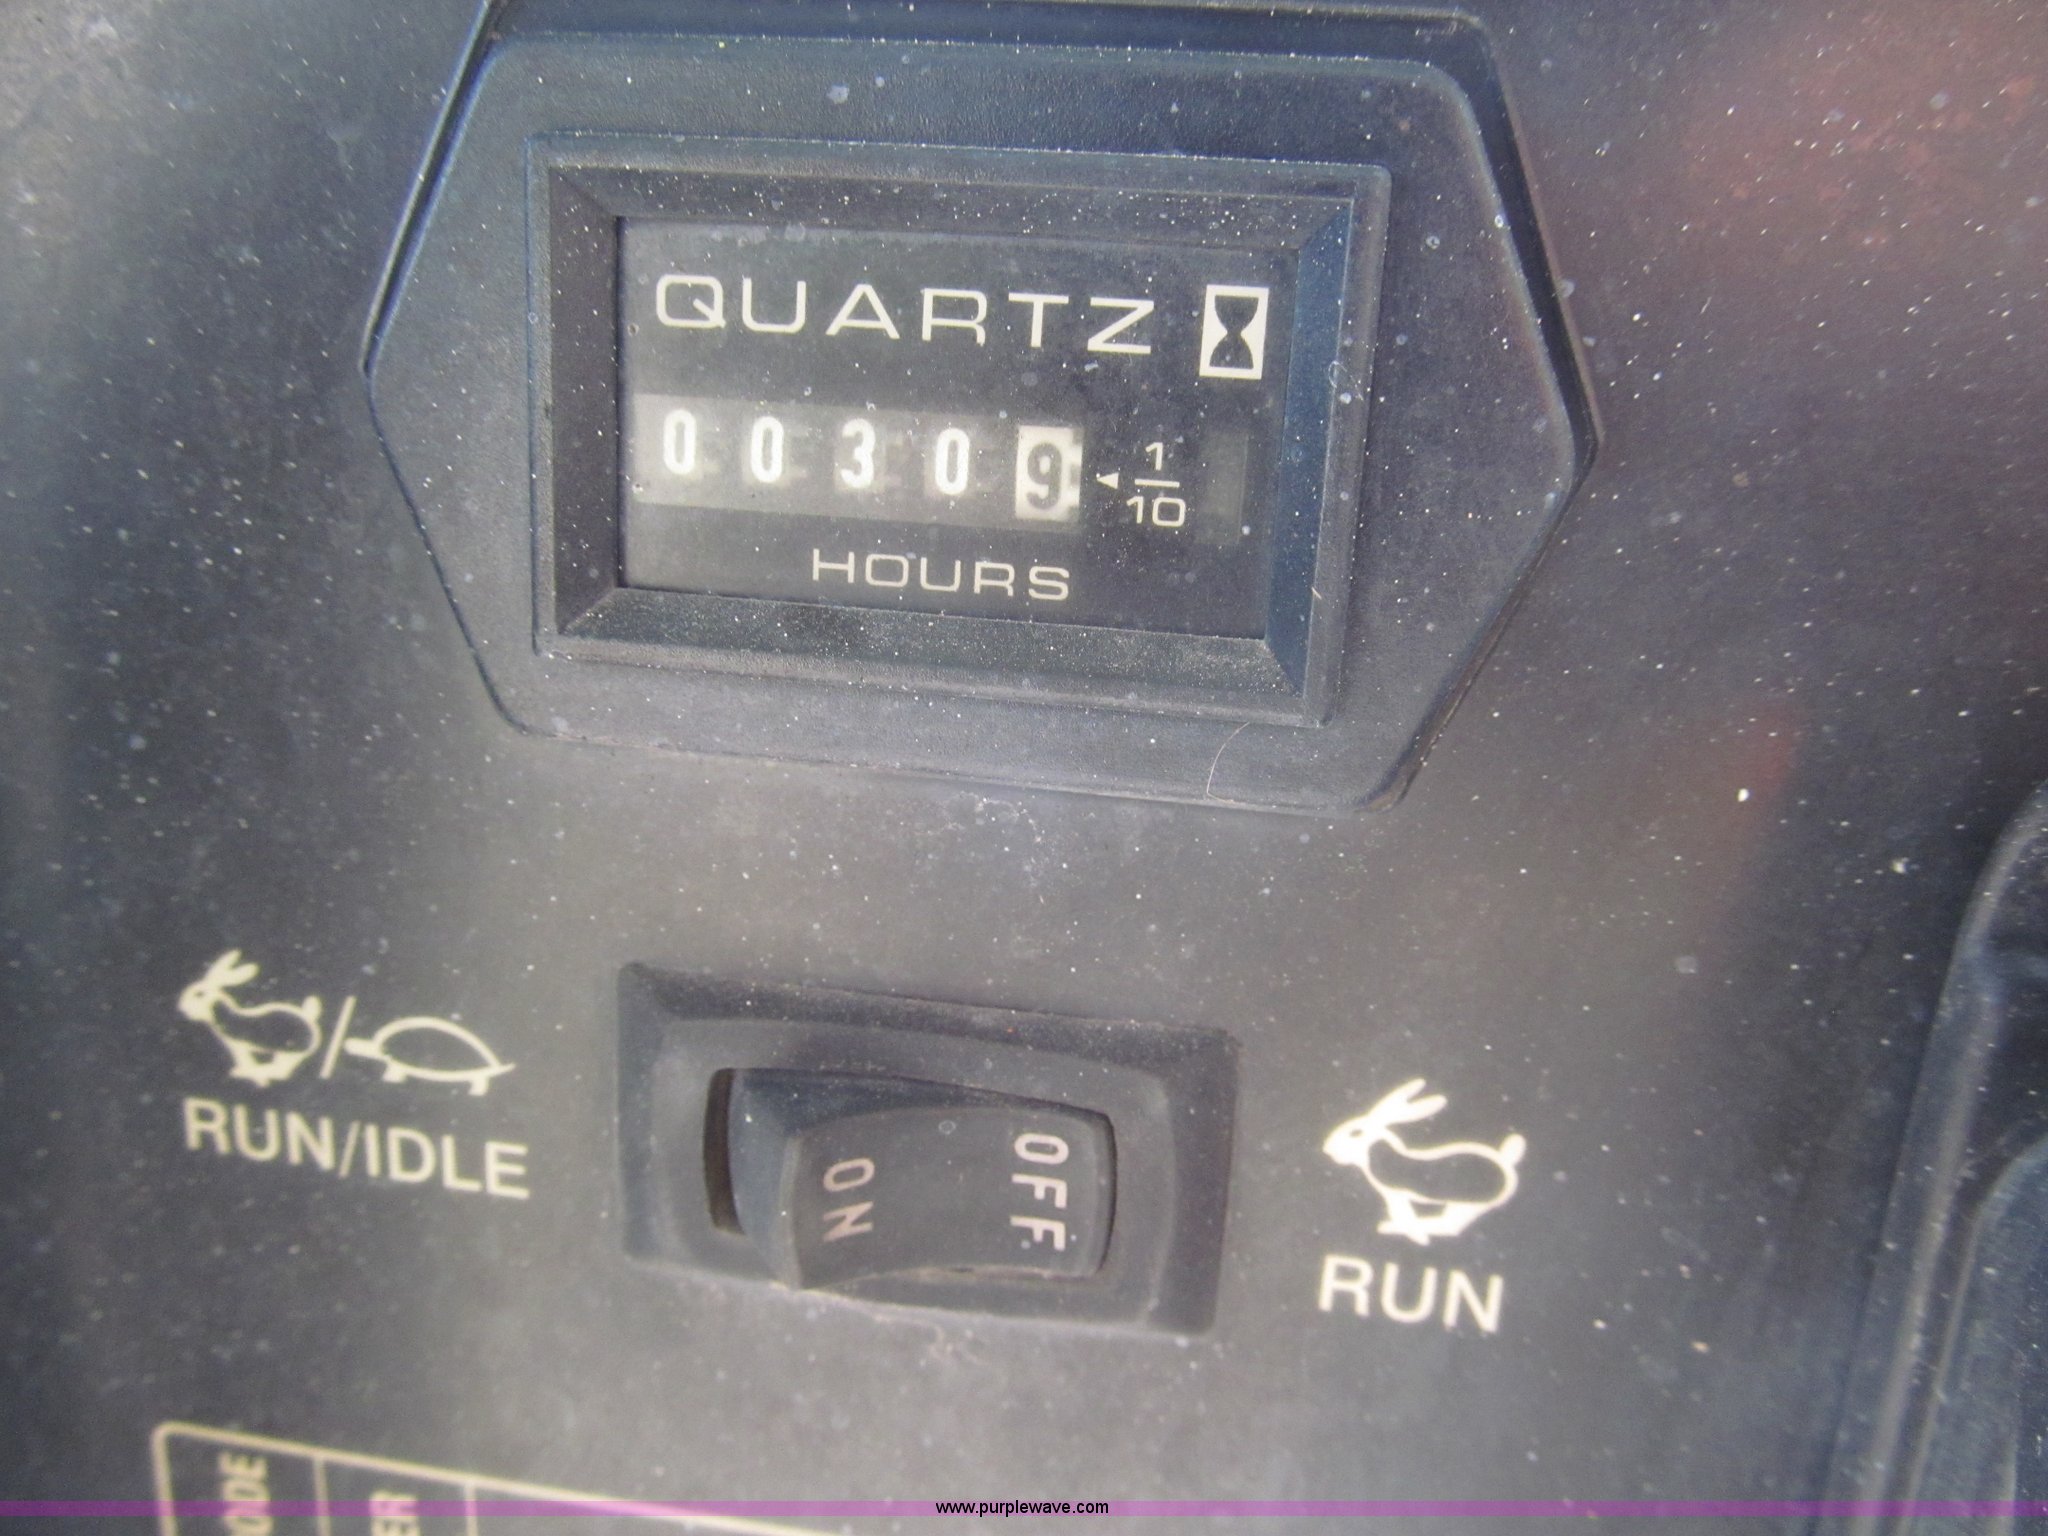 QUARTZ
00309
1
10
HOURS
RUN/IDLE
ON
OFF
RUN
www.purplewave.com